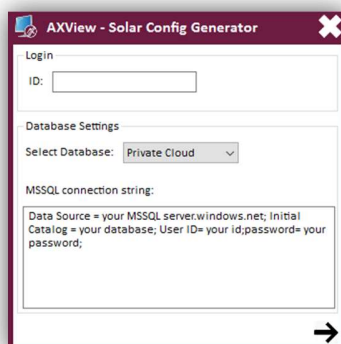 AXView - Solar Config Generator
Login
ID:
Database Settings
Select Database: Private Cloud
MSSQL connection string:
Data Source = your MSSQL server.windows.net; Initial
Catalog = your database; User ID= your id;password= your
password;